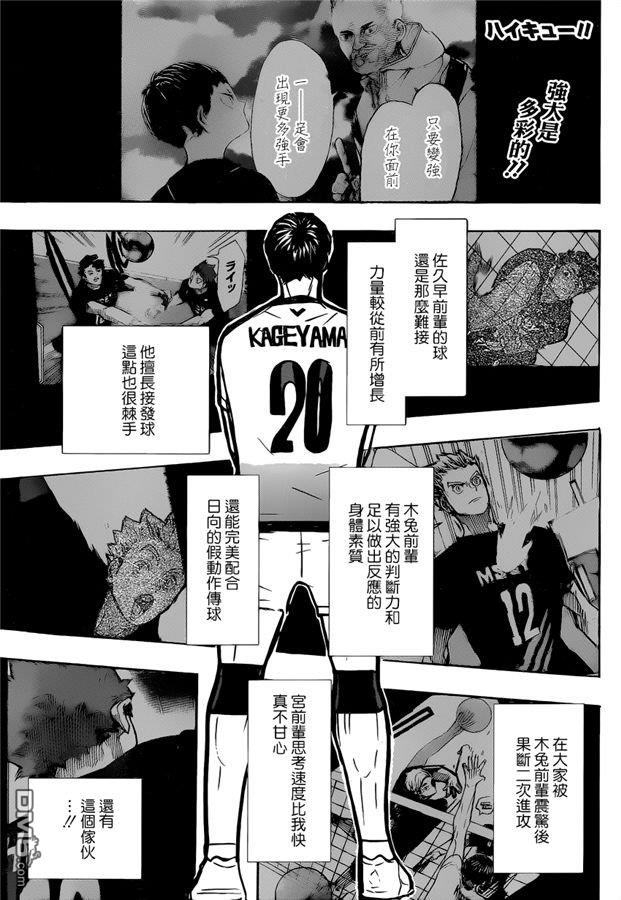 ハイキュー!!
強大是
多彩的!!
只要變強
在你面前
一——定會
出現更多強手
佐久早前輩的球
還是那麼難接
力量較從前有所增長
ライッ
他擅長接發球
這點也很棘手
KAGEYAMA
20
木兔前輩
有強大的判斷力和
足以做出反應的
身體素質
還能完美配合
日向的假動作傳球
12
在大家被
木兔前輩震驚後
果斷二次進攻
宮前輩思考速度比我快
真不甘心
還有
這個傢伙
…!!